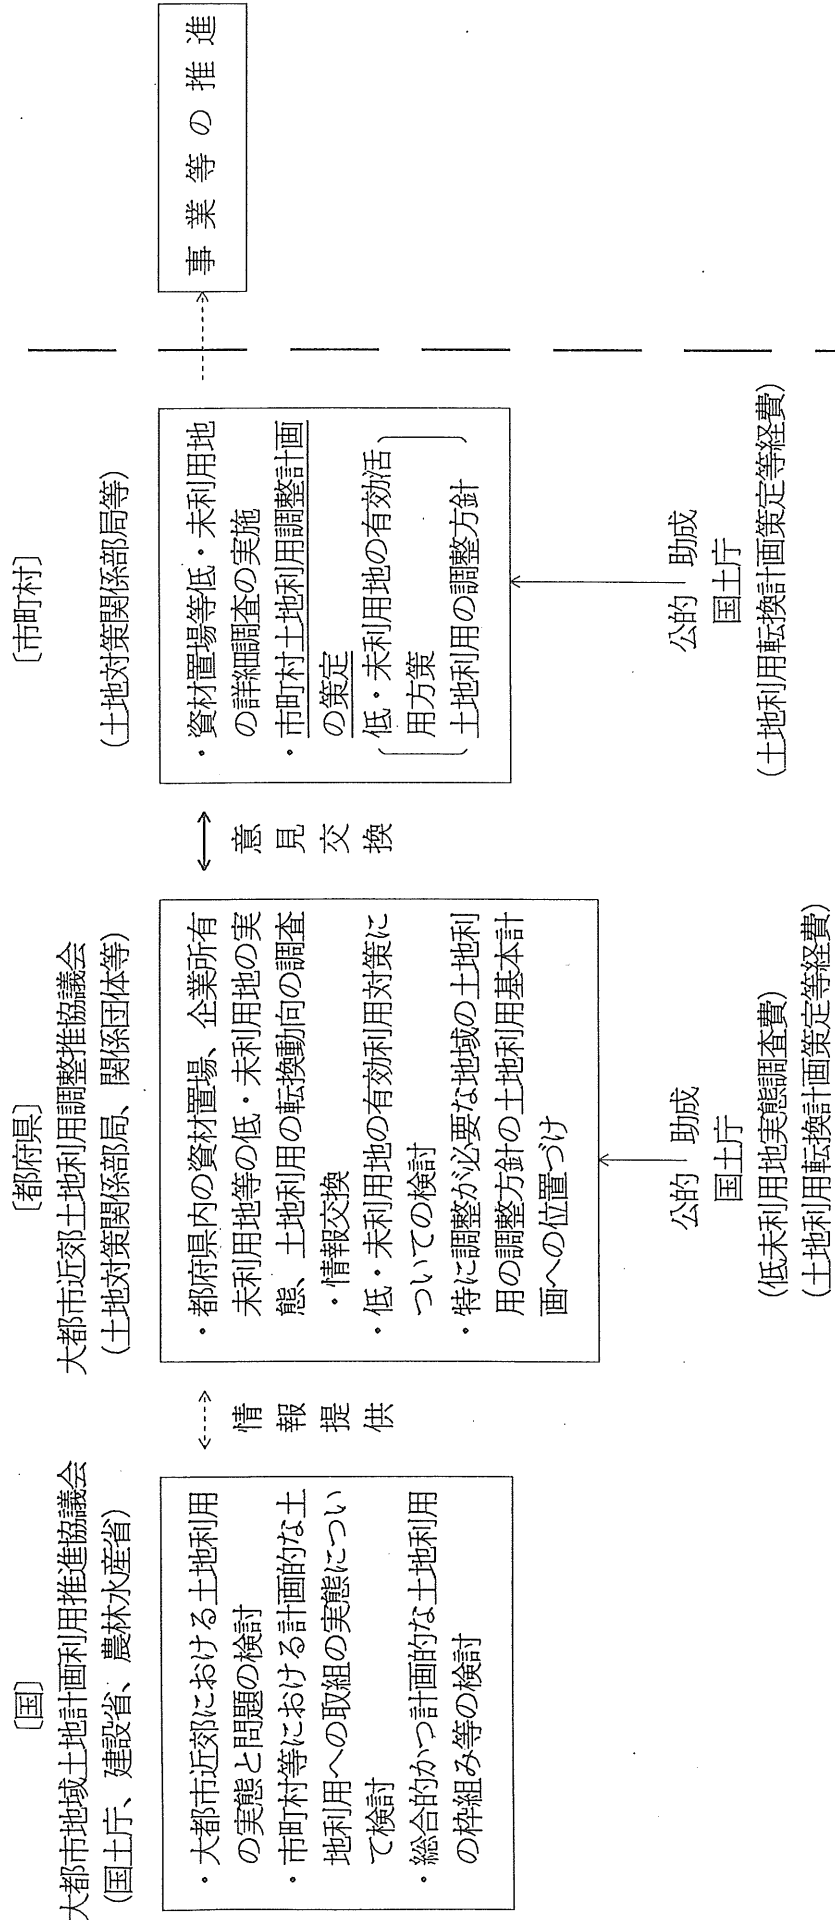 〔国〕
大都市地域土地計画利用推進協議会
(国土庁、建設省、農林水産省)
・大都市近郊における土地利用
の実態と問題の検討
・市町村等における計画的な土
地利用への取組の実態につい
て検討
・総合的かつ計画的な土地利用
の枠組み等の検討
情報提供
〔都府県〕
大都市近郊土地利用調整推協議会
(土地対策関係部局、関係団体等)
・都府県内の資材置場、企業所有
未利用地等の低・未利用地の実
態、土地利用の転換動向の調査
・情報交換
・低・未利用地の有効利用対策に
ついての検討
・特に調整が必要な地域の土地利
用の調整方針の土地利用基本計
画への位置づけ
公的 助成
国土庁
(低未利用地実態調査費)
(土地利用転換計画策定等経費)
意見交換
〔市町村〕
(土地対策関係部局等)
・資材置場等低・未利用地
の詳細調査の実施
・市町村土地利用調整計画
の策定
低・未利用地の有効活
用方策
土地利用の調整方針
公的 助成
国土庁
(土地利用転換計画策定等経費)
事業等の推進